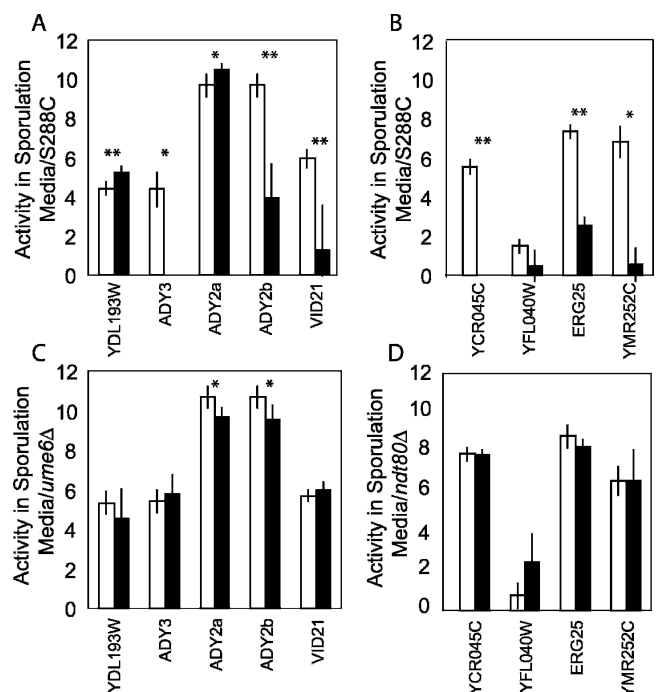 A
12
10
8
6
4
2
0
Activity in Sporulation
Media/S288C
**
*
*
**
**
YDL193W
ADY3
ADY2a
ADY2b
VID21
B
12
10
8
6
4
2
0
Activity in Sporulation
Media/S288C
**
**
*
YCR045C
YFL040W
ERG25
YMR252C
C
12
10
8
6
4
2
0
Activity in Sporulation
Media/ume6Δ
*
*
YDL193W
ADY3
ADY2a
ADY2b
VID21
D
12
10
8
6
4
2
0
Activity in Sporulation
Media/ndt80Δ
YCR045C
YFL040W
ERG25
YMR252C